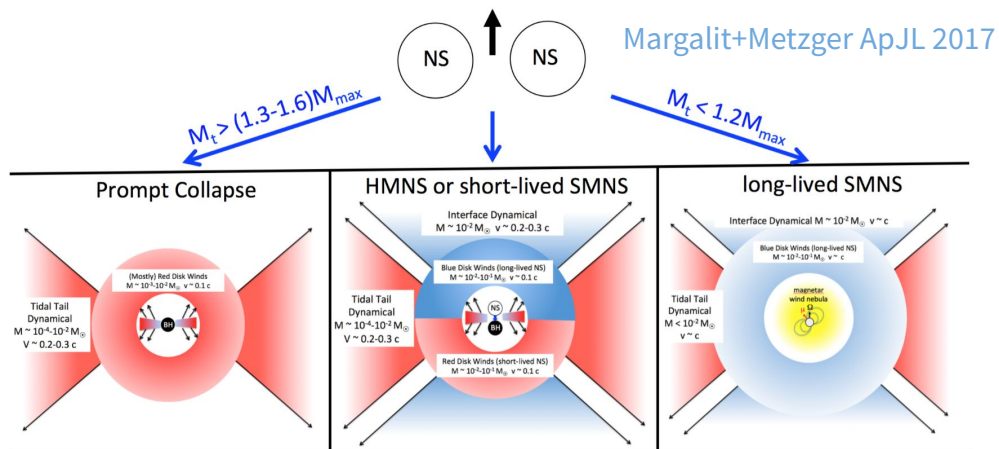 Margalit+Metzger ApJL 2017
NS
NS
M_t > (1.3-1.6)M_max
M_t < 1.2M_max
Prompt Collapse
(Mostly) Red Disk Winds
M ~ 10^-3-10^-2 M_☉ v ~ 0.1 c
Tidal Tail
Dynamical
M ~ 10^-4-10^-2 M_☉
V ~ 0.2-0.3 c
BH
HMNS or short-lived SMNS
Interface Dynamical
M ~ 10^-2 M_☉ v ~ 0.2-0.3 c
Blue Disk Winds (long-lived NS)
M ~ 10^-2-10^-1 M_☉ v ~ 0.1 c
Tidal Tail
Dynamical
M ~ 10^-4-10^-2 M_☉
V ~ 0.2-0.3 c
NS
BH
Red Disk Winds (short-lived NS)
M ~ 10^-2-10^-1 M_☉ v ~ 0.1 c
long-lived SMNS
Interface Dynamical M ~ 10^-2 M_☉ v ~ c
Blue Disk Winds (long-lived NS)
M ~ 10^-2-10^-1 M_☉ v ~ c
Tidal Tail
Dynamical
M < 10^-2 M_☉
v ~ c
magnetar
wind nebula
Ω